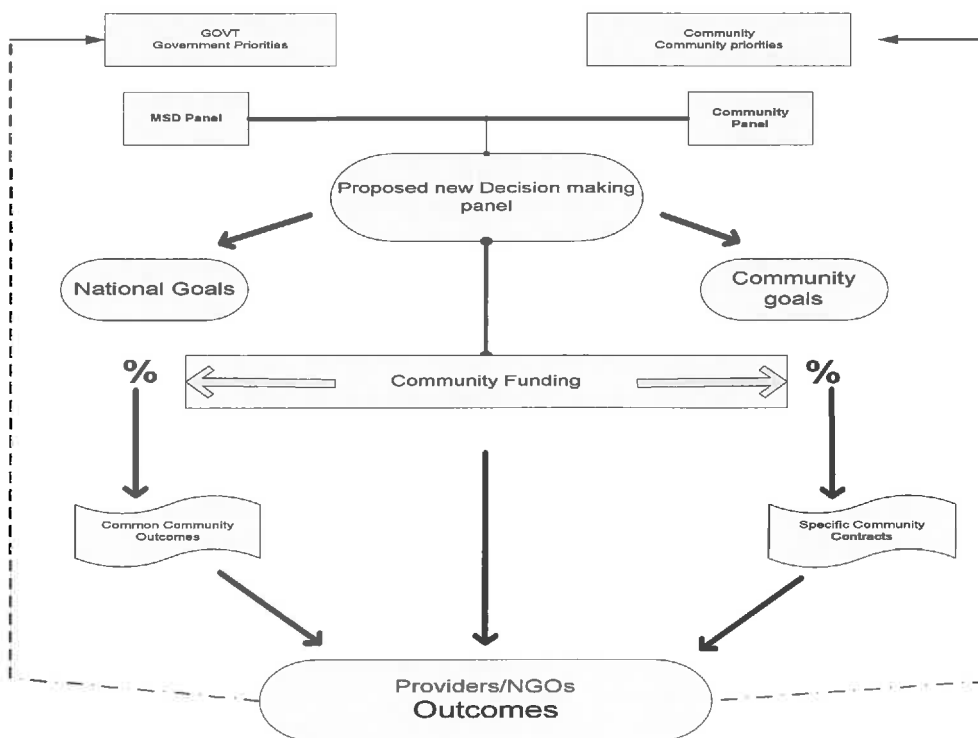 GOVT
Government Priorities
Community
Community priorities
MSD Panel
Community
Panel
Proposed new Decision making
panel
National Goals
Community
goals
%
Community Funding
%
Common Community
Outcomes
Specific Community
Contracts
Providers/NGOs
Outcomes